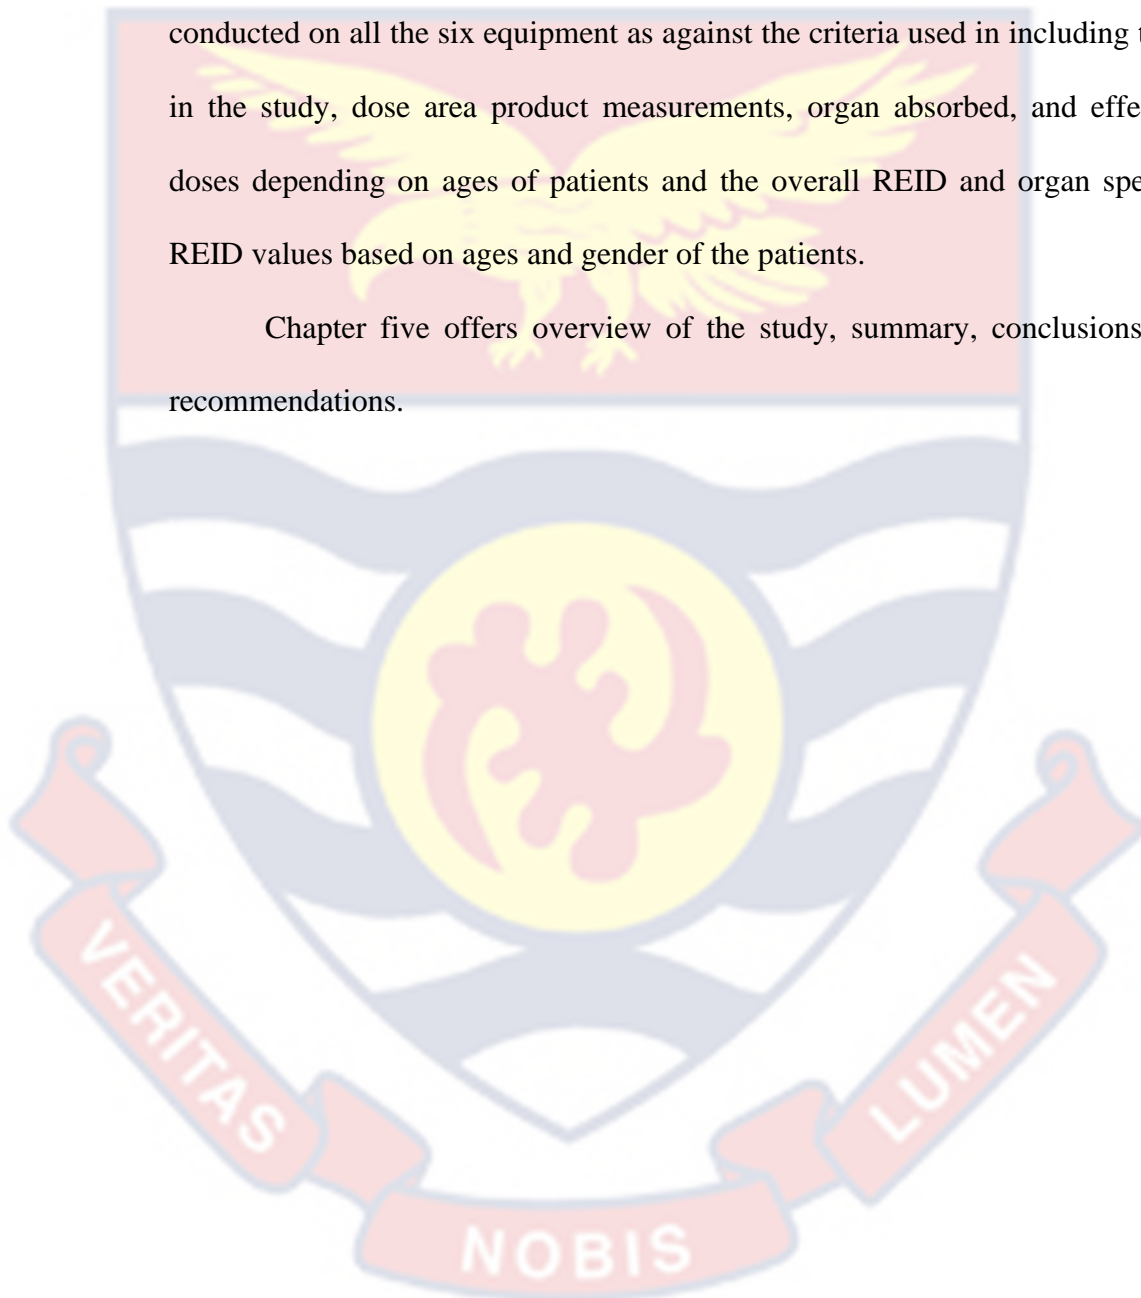 conducted on all the six equipment as against the criteria used in including
in the study, dose area product measurements, organ absorbed, and
doses depending on ages of patients and the overall REID and organ
REID values based on ages and gender of the patients.
Chapter five offers overview of the study, summary, conclusions
recommendations.
VERITAS
NOBIS
LUMEN